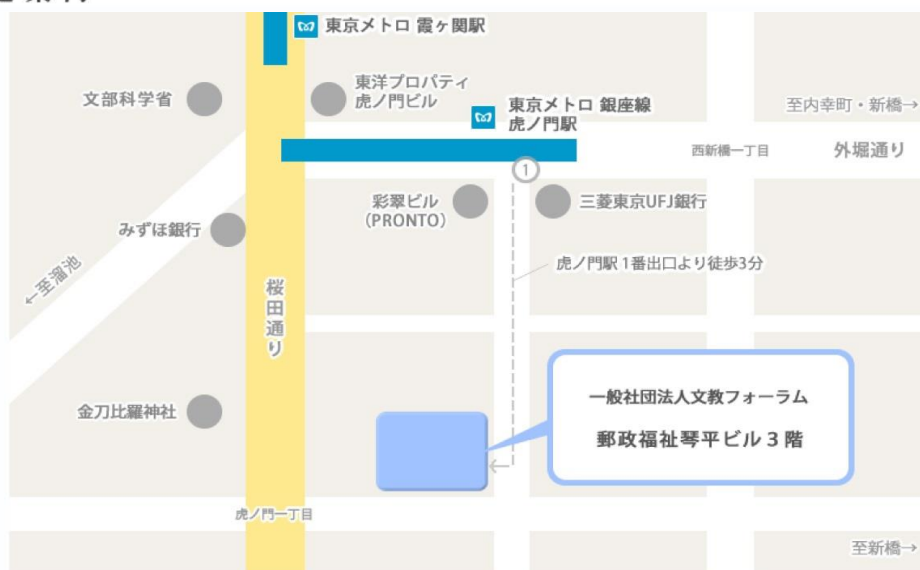 東京メトロ 霞ヶ関駅
文部科学省
東洋プロパティ
虎ノ門ビル
東京メトロ 銀座線
虎ノ門駅
至内幸町・新橋→
西新橋一丁目
外堀通り
1
彩翠ビル
(PRONTO)
三菱東京UFJ銀行
みずほ銀行
←至溜池
虎ノ門駅 1番出口より徒歩3分
桜田通り
一般社団法人文教フォーラム
郵政福祉琴平ビル 3 階
金刀比羅神社
虎ノ門一丁目
至新橋→